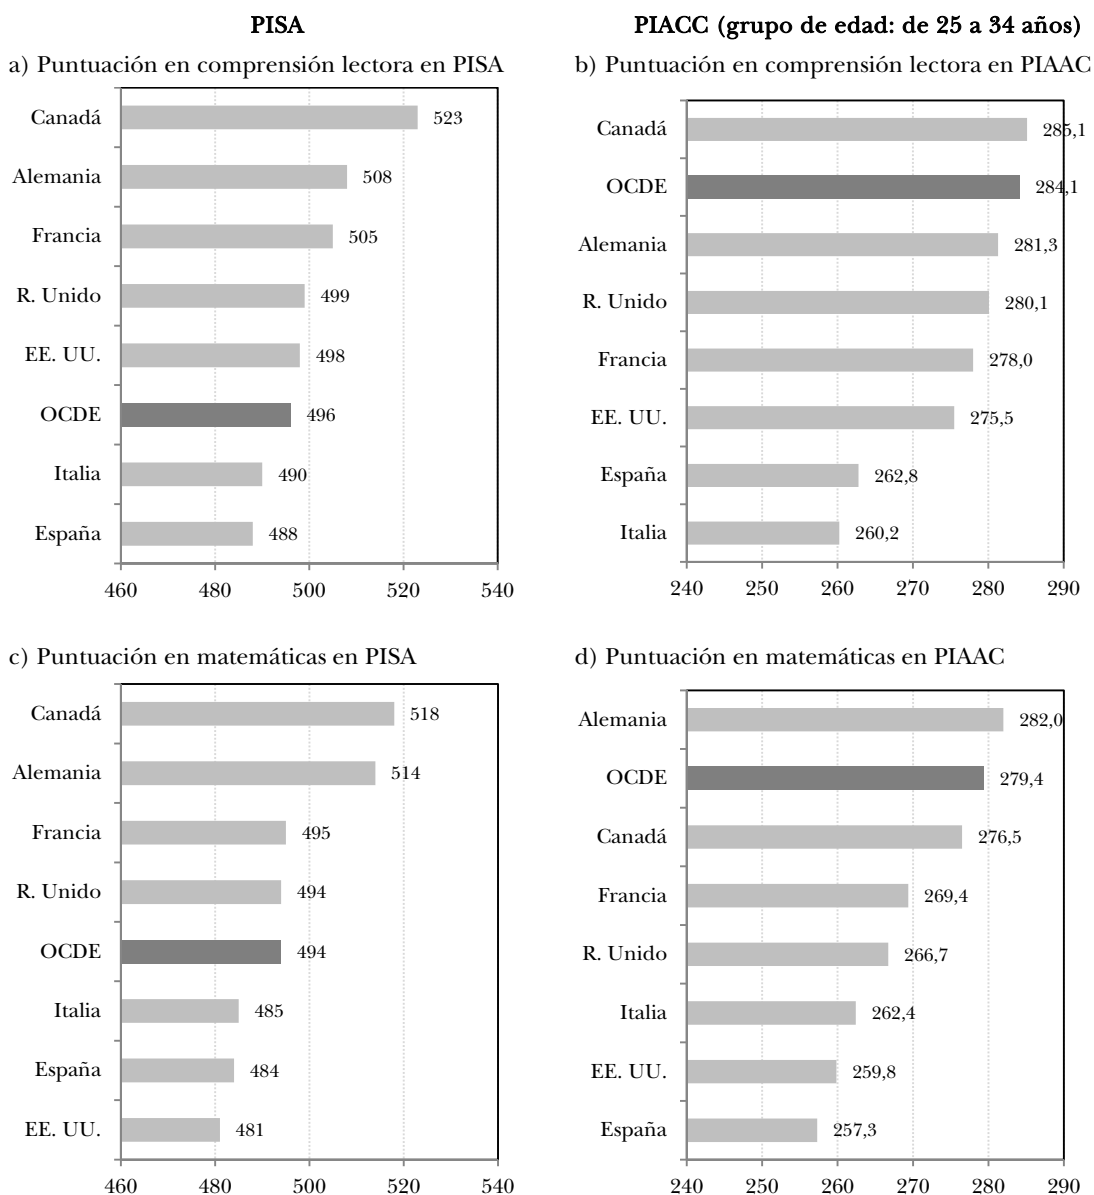 PISA
PIACC (grupo de edad: de 25 a 34 años)
a) Puntuación en comprensión lectora en PISA
Canadá 523
Alemania 508
Francia 505
R. Unido 499
EE. UU. 498
OCDE 496
Italia 490
España 488
460 480 500 520 540
b) Puntuación en comprensión lectora en PIAAC
Canadá 285,1
OCDE 284,1
Alemania 281,3
R. Unido 280,1
Francia 278,0
EE. UU. 275,5
España 262,8
Italia 260,2
240 250 260 270 280 290
c) Puntuación en matemáticas en PISA
Canadá 518
Alemania 514
Francia 495
R. Unido 494
OCDE 494
Italia 485
España 484
EE. UU. 481
460 480 500 520 540
d) Puntuación en matemáticas en PIAAC
Alemania 282,0
OCDE 279,4
Canadá 276,5
Francia 269,4
R. Unido 266,7
Italia 262,4
EE. UU. 259,8
España 257,3
240 250 260 270 280 290